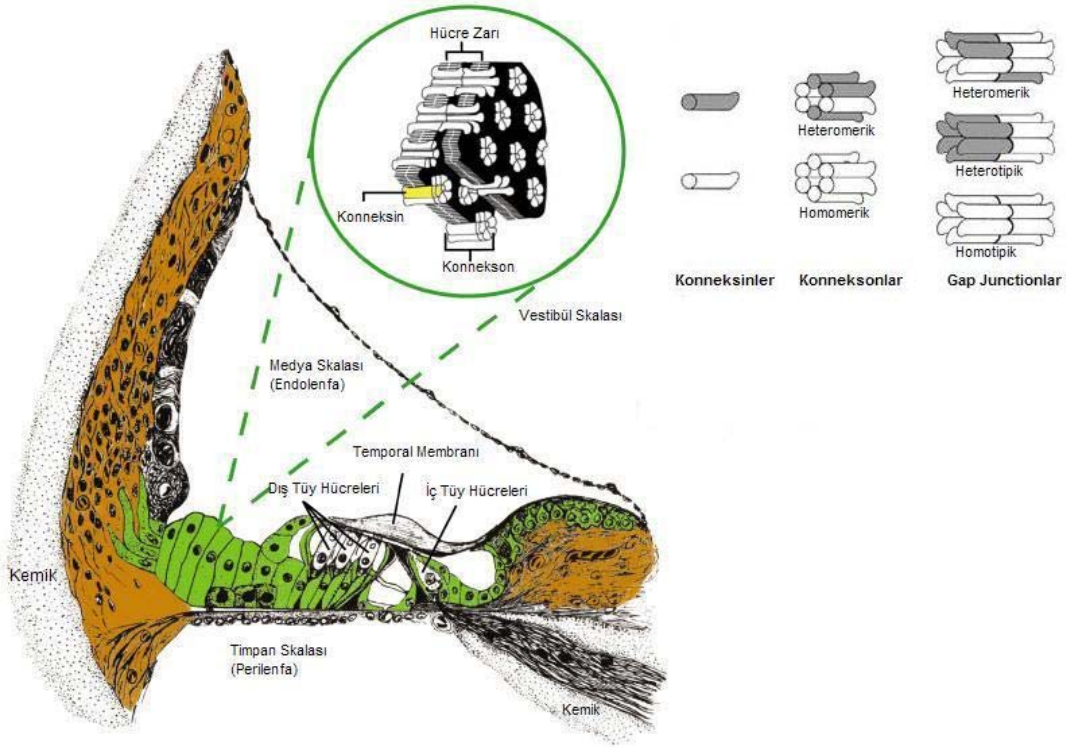 Hücre Zarı
Konneksin
Konnekson
Heteromerik
Homomerik
Heteromerik
Heterotipik
Homotipik
Konneksinler
Konneksonlar
Gap Junctionlar
Vestibül Skalası
Medya Skalası
(Endolenfa)
Temporal Membranı
Dış Tüy Hücreleri
İç Tüy Hücreleri
Kemik
Timpan Skalası
(Perilenfa)
Kemik